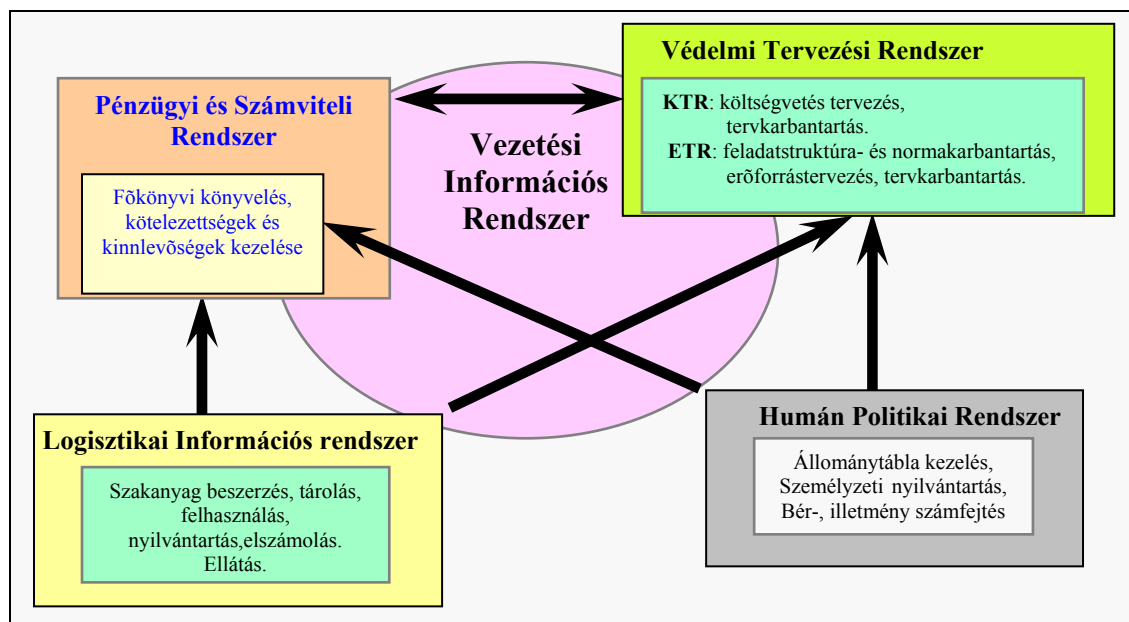 Védelmi Tervezési Rendszer
KTR: költségvetés tervezés,
tervkarbantartás.
ETR: feladatstruktúra- és normakarbantartás,
erõforrástervezés, tervkarbantartás.
Pénzügyi és Számviteli
Rendszer
Fõkönyvi könyvelés,
kötelezettségek és
kinnlevõségek kezelése
Vezetési
Információs
Rendszer
Logisztikai Információs rendszer
Szakanyag beszerzés, tárolás,
felhasználás,
nyilvántartás,elszámolás.
Ellátás.
Humán Politikai Rendszer
Állománytábla kezelés,
Személyzeti nyilvántartás,
Bér-, illetmény számfejtés